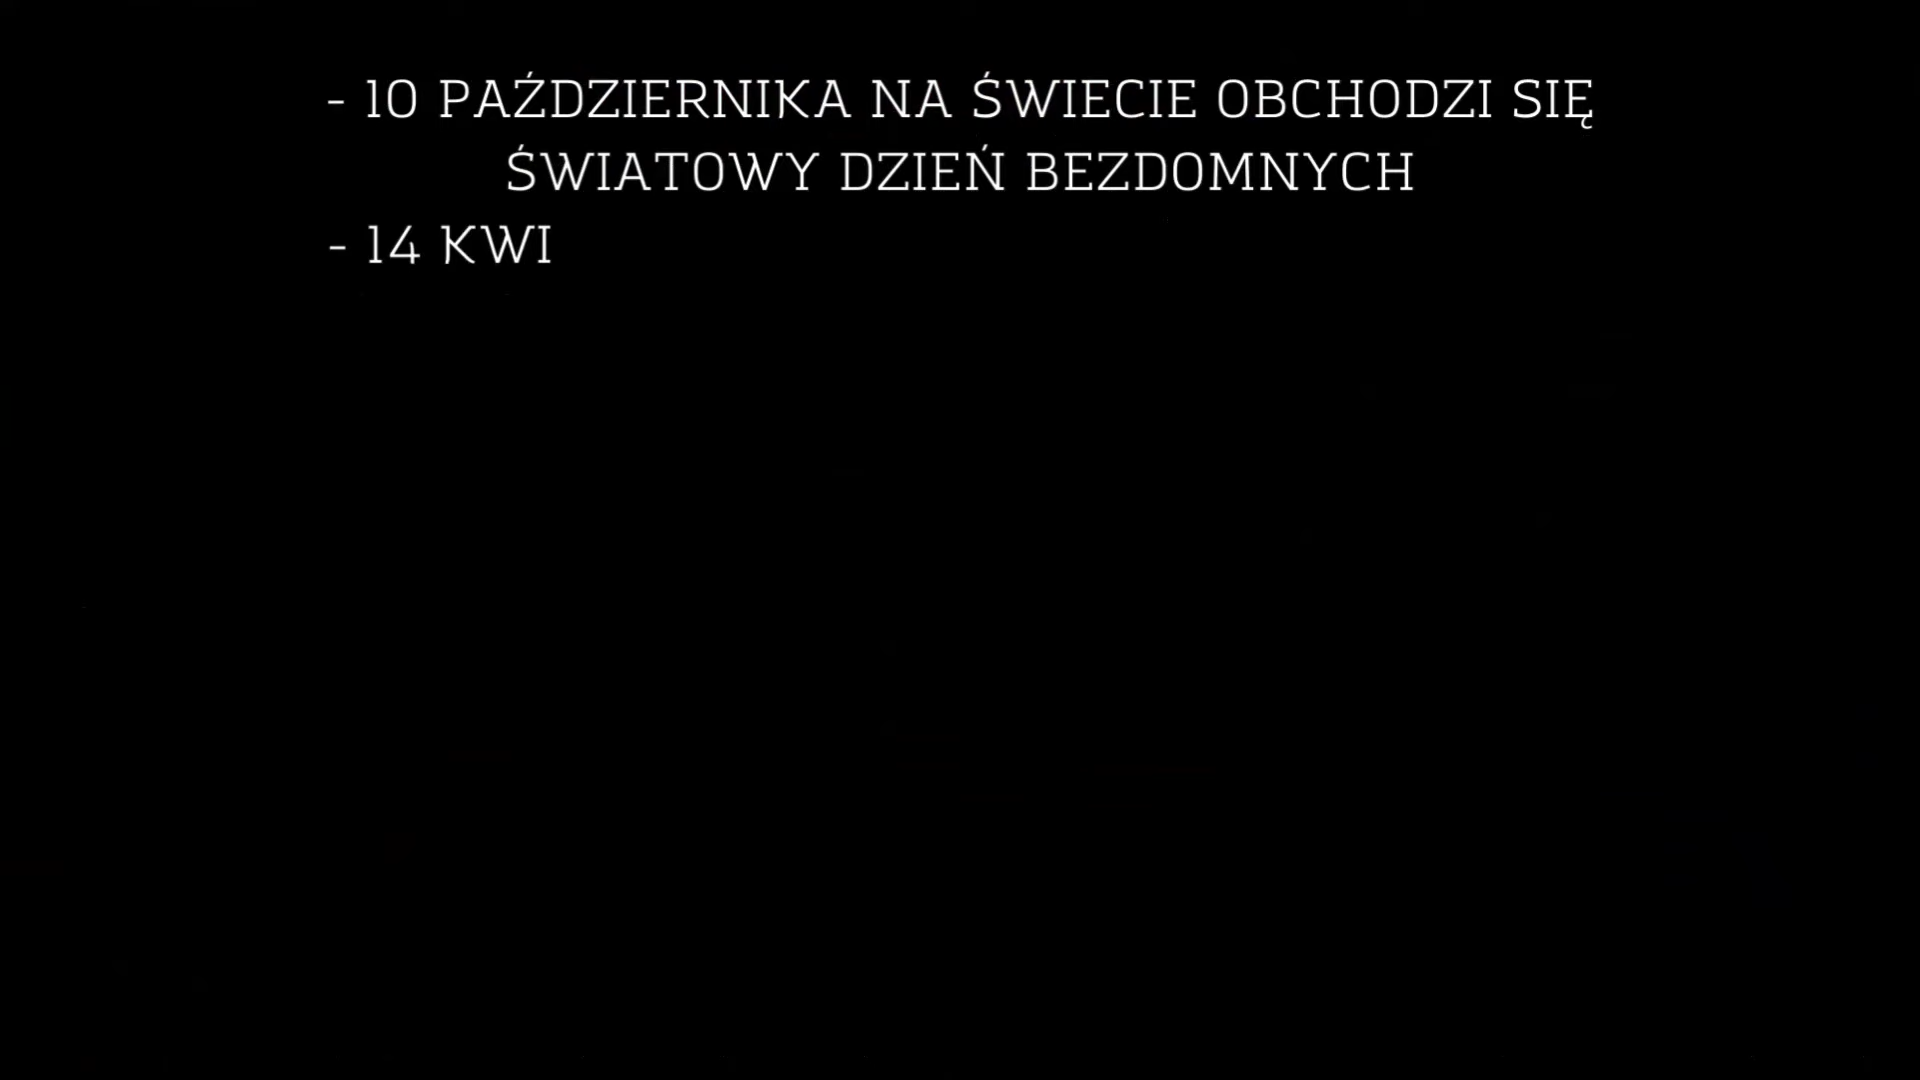 - 10 PAŹDZIERNIKA NA ŚWIECIE OBCHODZI SIĘ
ŚWIATOWY DZIEŃ BEZDOMNYCH
- 14 KWI